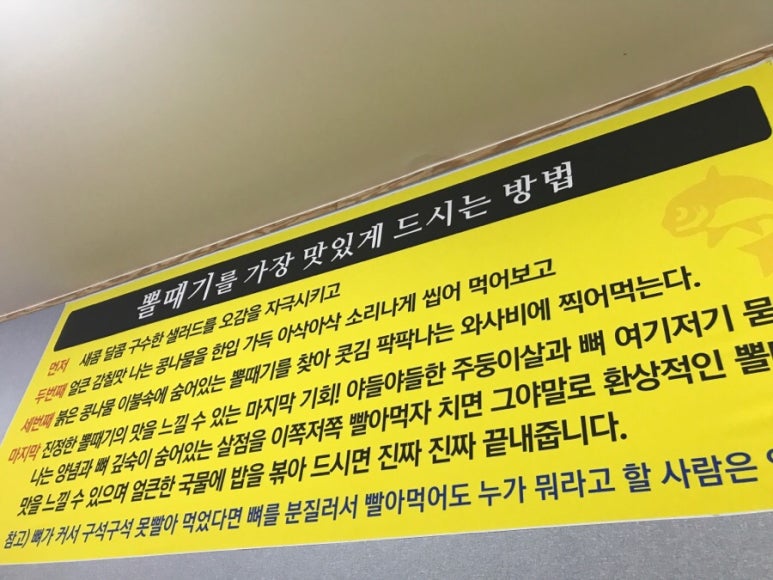 뽈때기를 가장 맛있게 드시는 방법
먼저 새콤 달콤 구수한 샐러드를 오감을 자극시키고
두번째 얼큰 감칠맛 나는 콩나물을 한입 가득 아삭아삭 소리나게 씹어 먹어보고
세번째 붉은 콩나물 이불속에 숨어있는 뽈때기를 찾아 콧김 팍팍나는 와사비에 찍어먹는다.
마지막 진정한 뽈때기의 맛을 느낄 수 있는 마지막 기회! 야들야들한 주둥이살과 뼈 여기저기 묻
나는 양념과 뼈 깊숙이 숨어있는 살점을 이쪽저쪽 빨아먹자 치면 그야말로 환상적인 뽈
맛을 느낄 수 있으며 얼큰한 국물에 밥을 볶아 드시면 진짜 진짜 끝내줍니다.
참고) 뼈가 커서 구석구석 못빨아 먹었다면 뼈를 분질러서 빨아먹어도 누가 뭐라고 할 사람은